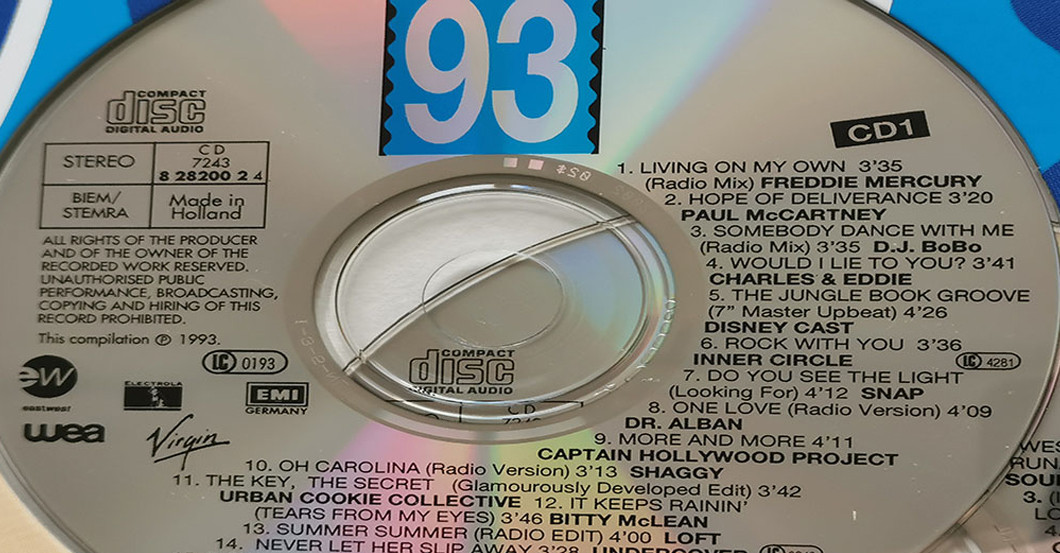 93
COMPACT
disc
DIGITAL AUDIO
STEREO
CD
7243
8 28200 2 4
BIEM/
STEMRA
Made in
Holland
ALL RIGHTS OF THE PRODUCER
AND OF THE OWNER OF THE
RECORDED WORK RESERVED.
UNAUTHORISED PUBLIC
PERFORMANCE, BROADCASTING,
COPYING AND HIRING OF THIS
RECORD PROHIBITED.
This compilation ℗ 1993.
LC 0193
ew
eastwest
ELECTROLA
EMI
GERMANY
wea
Virgin
COMPACT
disc
DIGITAL AUDIO
CD
CD1
1. LIVING ON MY OWN 3'35
(Radio Mix) FREDDIE MERCURY
2. HOPE OF DELIVERANCE 3'20
PAUL McCARTNEY
3. SOMEBODY DANCE WITH ME
(Radio Mix) 3'35 D.J. BoBo
4. WOULD I LIE TO YOU? 3'41
CHARLES & EDDIE
5. THE JUNGLE BOOK GROOVE
(7" Master Upbeat) 4'26
DISNEY CAST
6. ROCK WITH YOU 3'36
INNER CIRCLE LC 4281
7. DO YOU SEE THE LIGHT
(Looking For) 4'12 SNAP
8. ONE LOVE (Radio Version) 4'09
DR. ALBAN
9. MORE AND MORE 4'11
CAPTAIN HOLLYWOOD PROJECT
10. OH CAROLINA (Radio Version) 3'13 SHAGGY
11. THE KEY, THE SECRET (Glamourously Developed Edit) 3'42
URBAN COOKIE COLLECTIVE 12. IT KEEPS RAININ'
(TEARS FROM MY EYES) 3'46 BITTY McLEAN
13. SUMMER SUMMER (RADIO EDIT) 4'00 LOFT
14. NEVER LET HER SLIP AWAY 3'28 UNDERCOVER